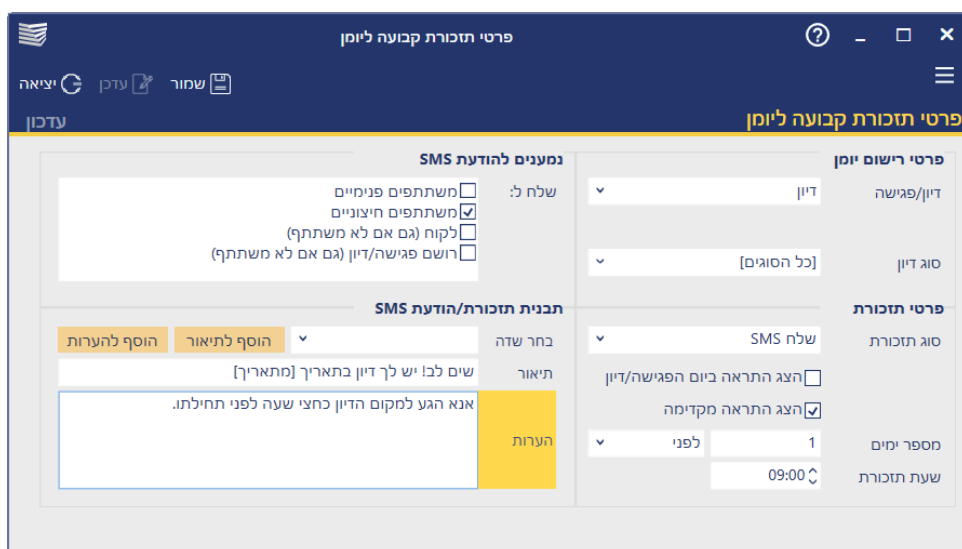 פרטי תזכורת קבועה ליומן
שמור עדכן יציאה
פרטי תזכורת קבועה ליומן
עדכון
פרטי רישום יומן
דיון/פגישה דיון
סוג דיון [כל הסוגים]
פרטי תזכורת
סוג תזכורת שלח SMS
הצג התראה ביום הפגישה/דיון
הצג התראה מקדימה
מספר ימים 1 לפני
שעת תזכורת 09:00
נמענים להודעת SMS
שלח ל: משתתפים פנימיים
משתתפים חיצוניים
לקוח (גם אם לא משתתף)
רושם פגישה/דיון (גם אם לא משתתף)
תבנית תזכורת/הודעת SMS
בחר שדה הוסף לתיאור הוסף להערות
תיאור שים לב! יש לך דיון בתאריך [מתאריך]
הערות אנא הגע למקום הדיון כחצי שעה לפני תחילתו.